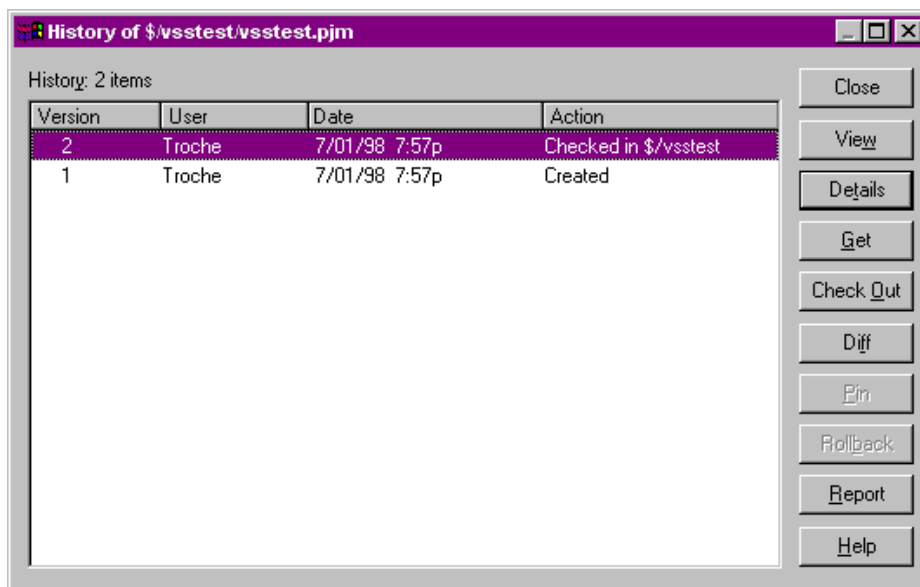 History of $/vsstest/vsstest.pjm
History: 2 items
Version User Date Action
2 Troche 7/01/98 7:57p Checked in $/vsstest
1 Troche 7/01/98 7:57p Created
Close
View
Details
Get
Check Out
Diff
Pin
Rollback
Report
Help